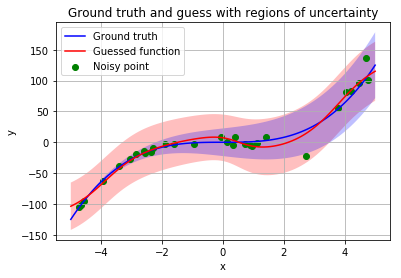 Ground truth and guess with regions of uncertainty
Ground truth
Guessed function
Noisy point
y
150
100
50
0
−50
−100
−150
−4
−2
0
2
4
x